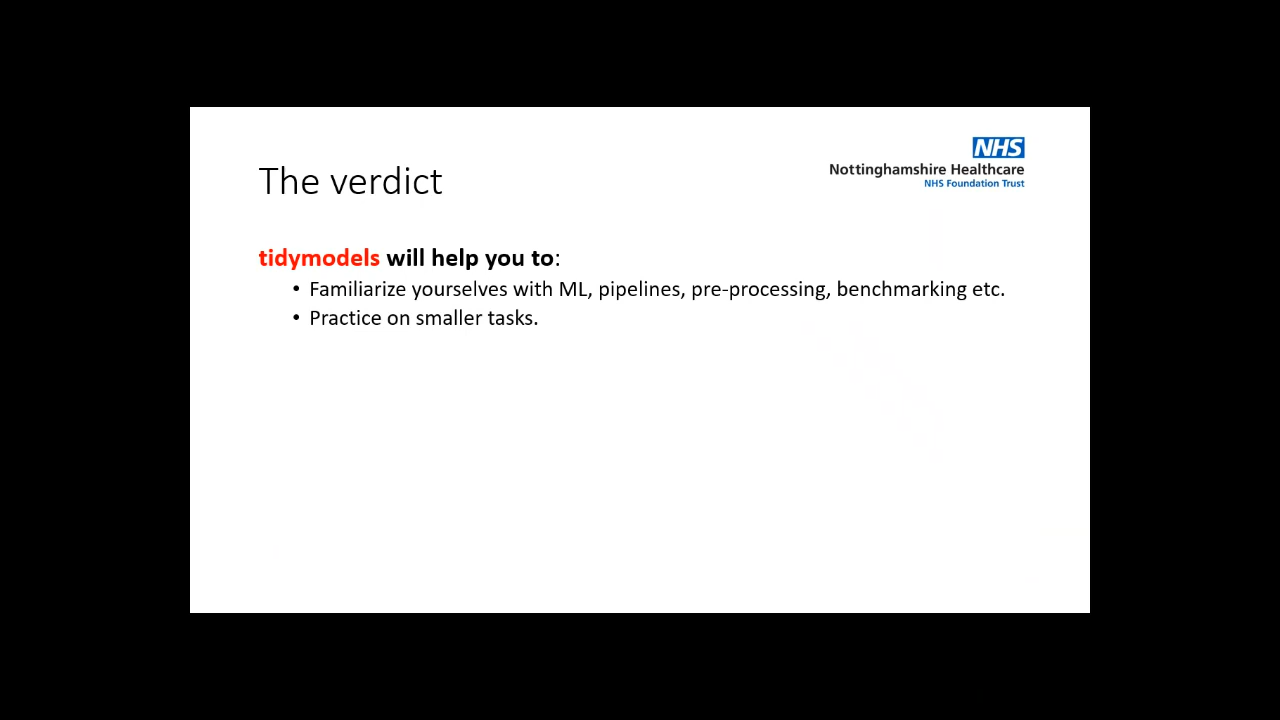 The verdict
NHS
Nottinghamshire Healthcare
NHS Foundation Trust
tidymodels will help you to:
• Familiarize yourselves with ML, pipelines, pre-processing, benchmarking etc.
• Practice on smaller tasks.